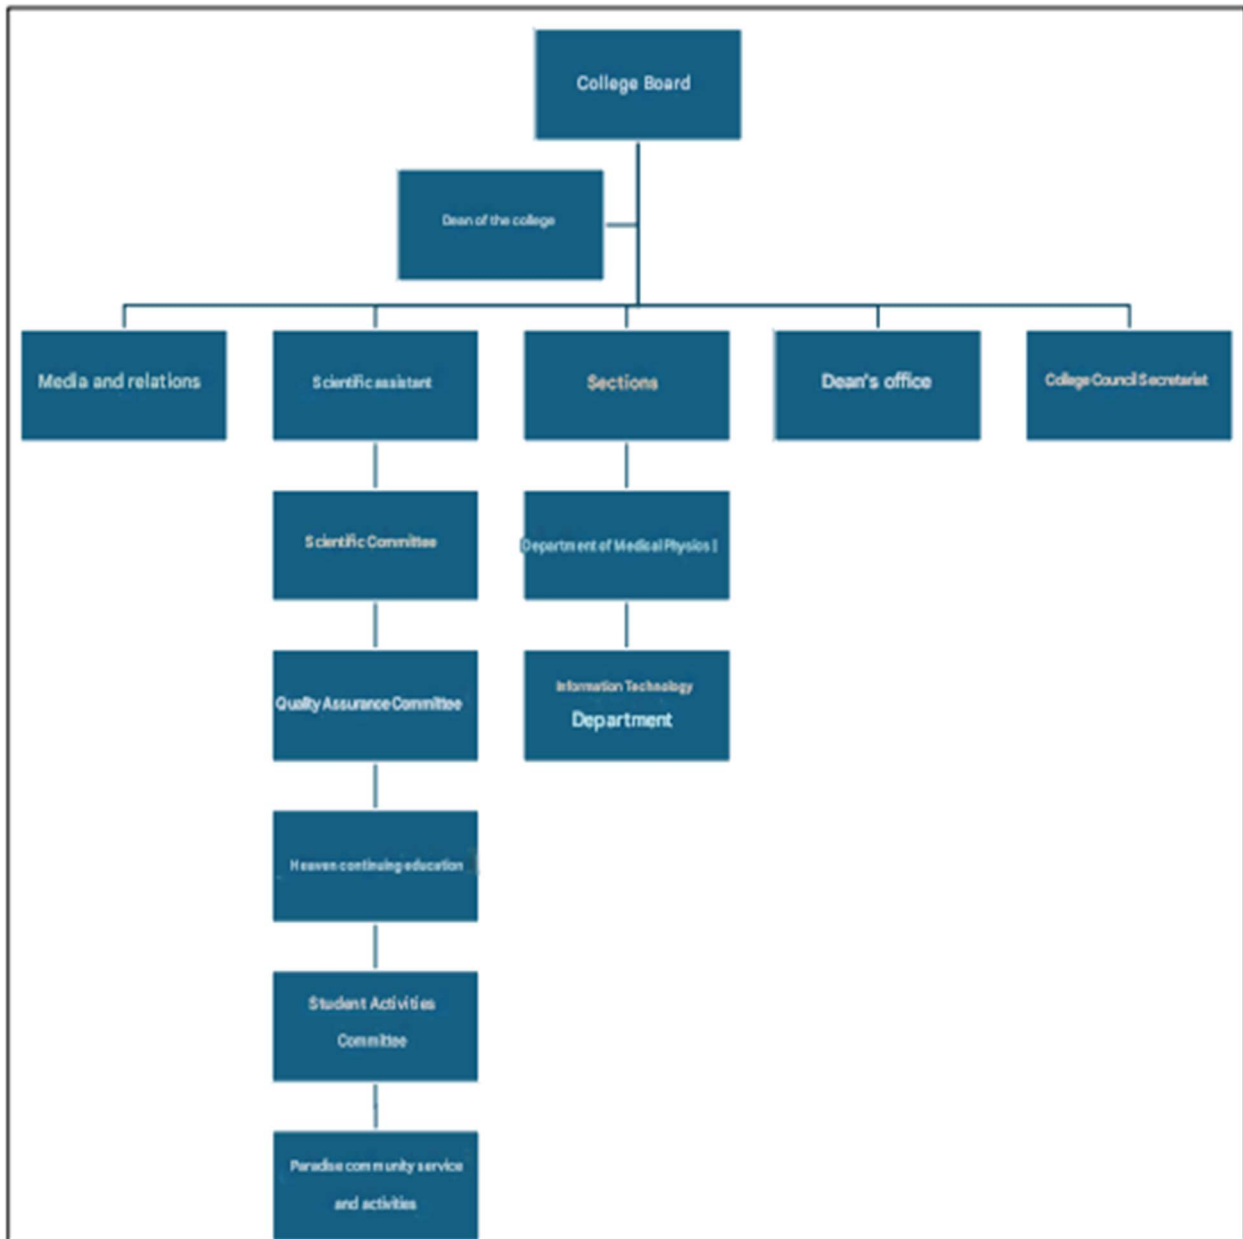 College Board
Dean of the college
Media and relations
Scientific assistant
Sections
Dean's office
College Council Secretariat
Scientific Committee
Department of Medical Physics
Quality Assurance Committee
Information Technology
Department
Heaven continuing education
Student Activities
Committee
Paradise community service
and activities